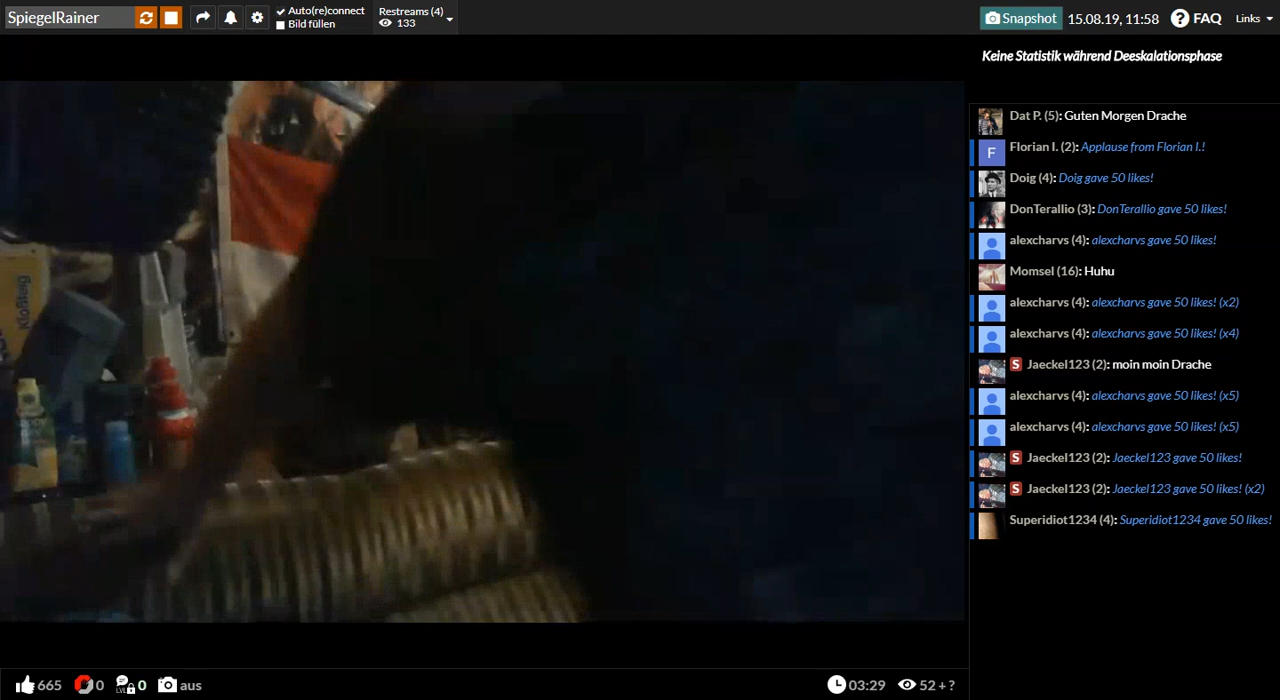 SpiegelRainer
Auto(re)connect
Bild füllen
Restreams (4)
133
Snapshot
15.08.19, 11:58
? FAQ
Links
Keine Statistik während Deeskalationsphase
Dat P. (5): Guten Morgen Drache
F Florian I. (2): Applause from Florian I.!
Doig (4): Doig gave 50 likes!
DonTerallio (3): DonTerallio gave 50 likes!
alexcharvs (4): alexcharvs gave 50 likes!
Momsel (16): Huhu
alexcharvs (4): alexcharvs gave 50 likes! (x2)
alexcharvs (4): alexcharvs gave 50 likes! (x4)
S Jaeckel123 (2): moin moin Drache
alexcharvs (4): alexcharvs gave 50 likes! (x5)
alexcharvs (4): alexcharvs gave 50 likes! (x5)
S Jaeckel123 (2): Jaeckel123 gave 50 likes!
S Jaeckel123 (2): Jaeckel123 gave 50 likes! (x2)
Superidiot1234 (4): Superidiot1234 gave 50 likes!
665
0
LVL
0
aus
03:29
52 + ?